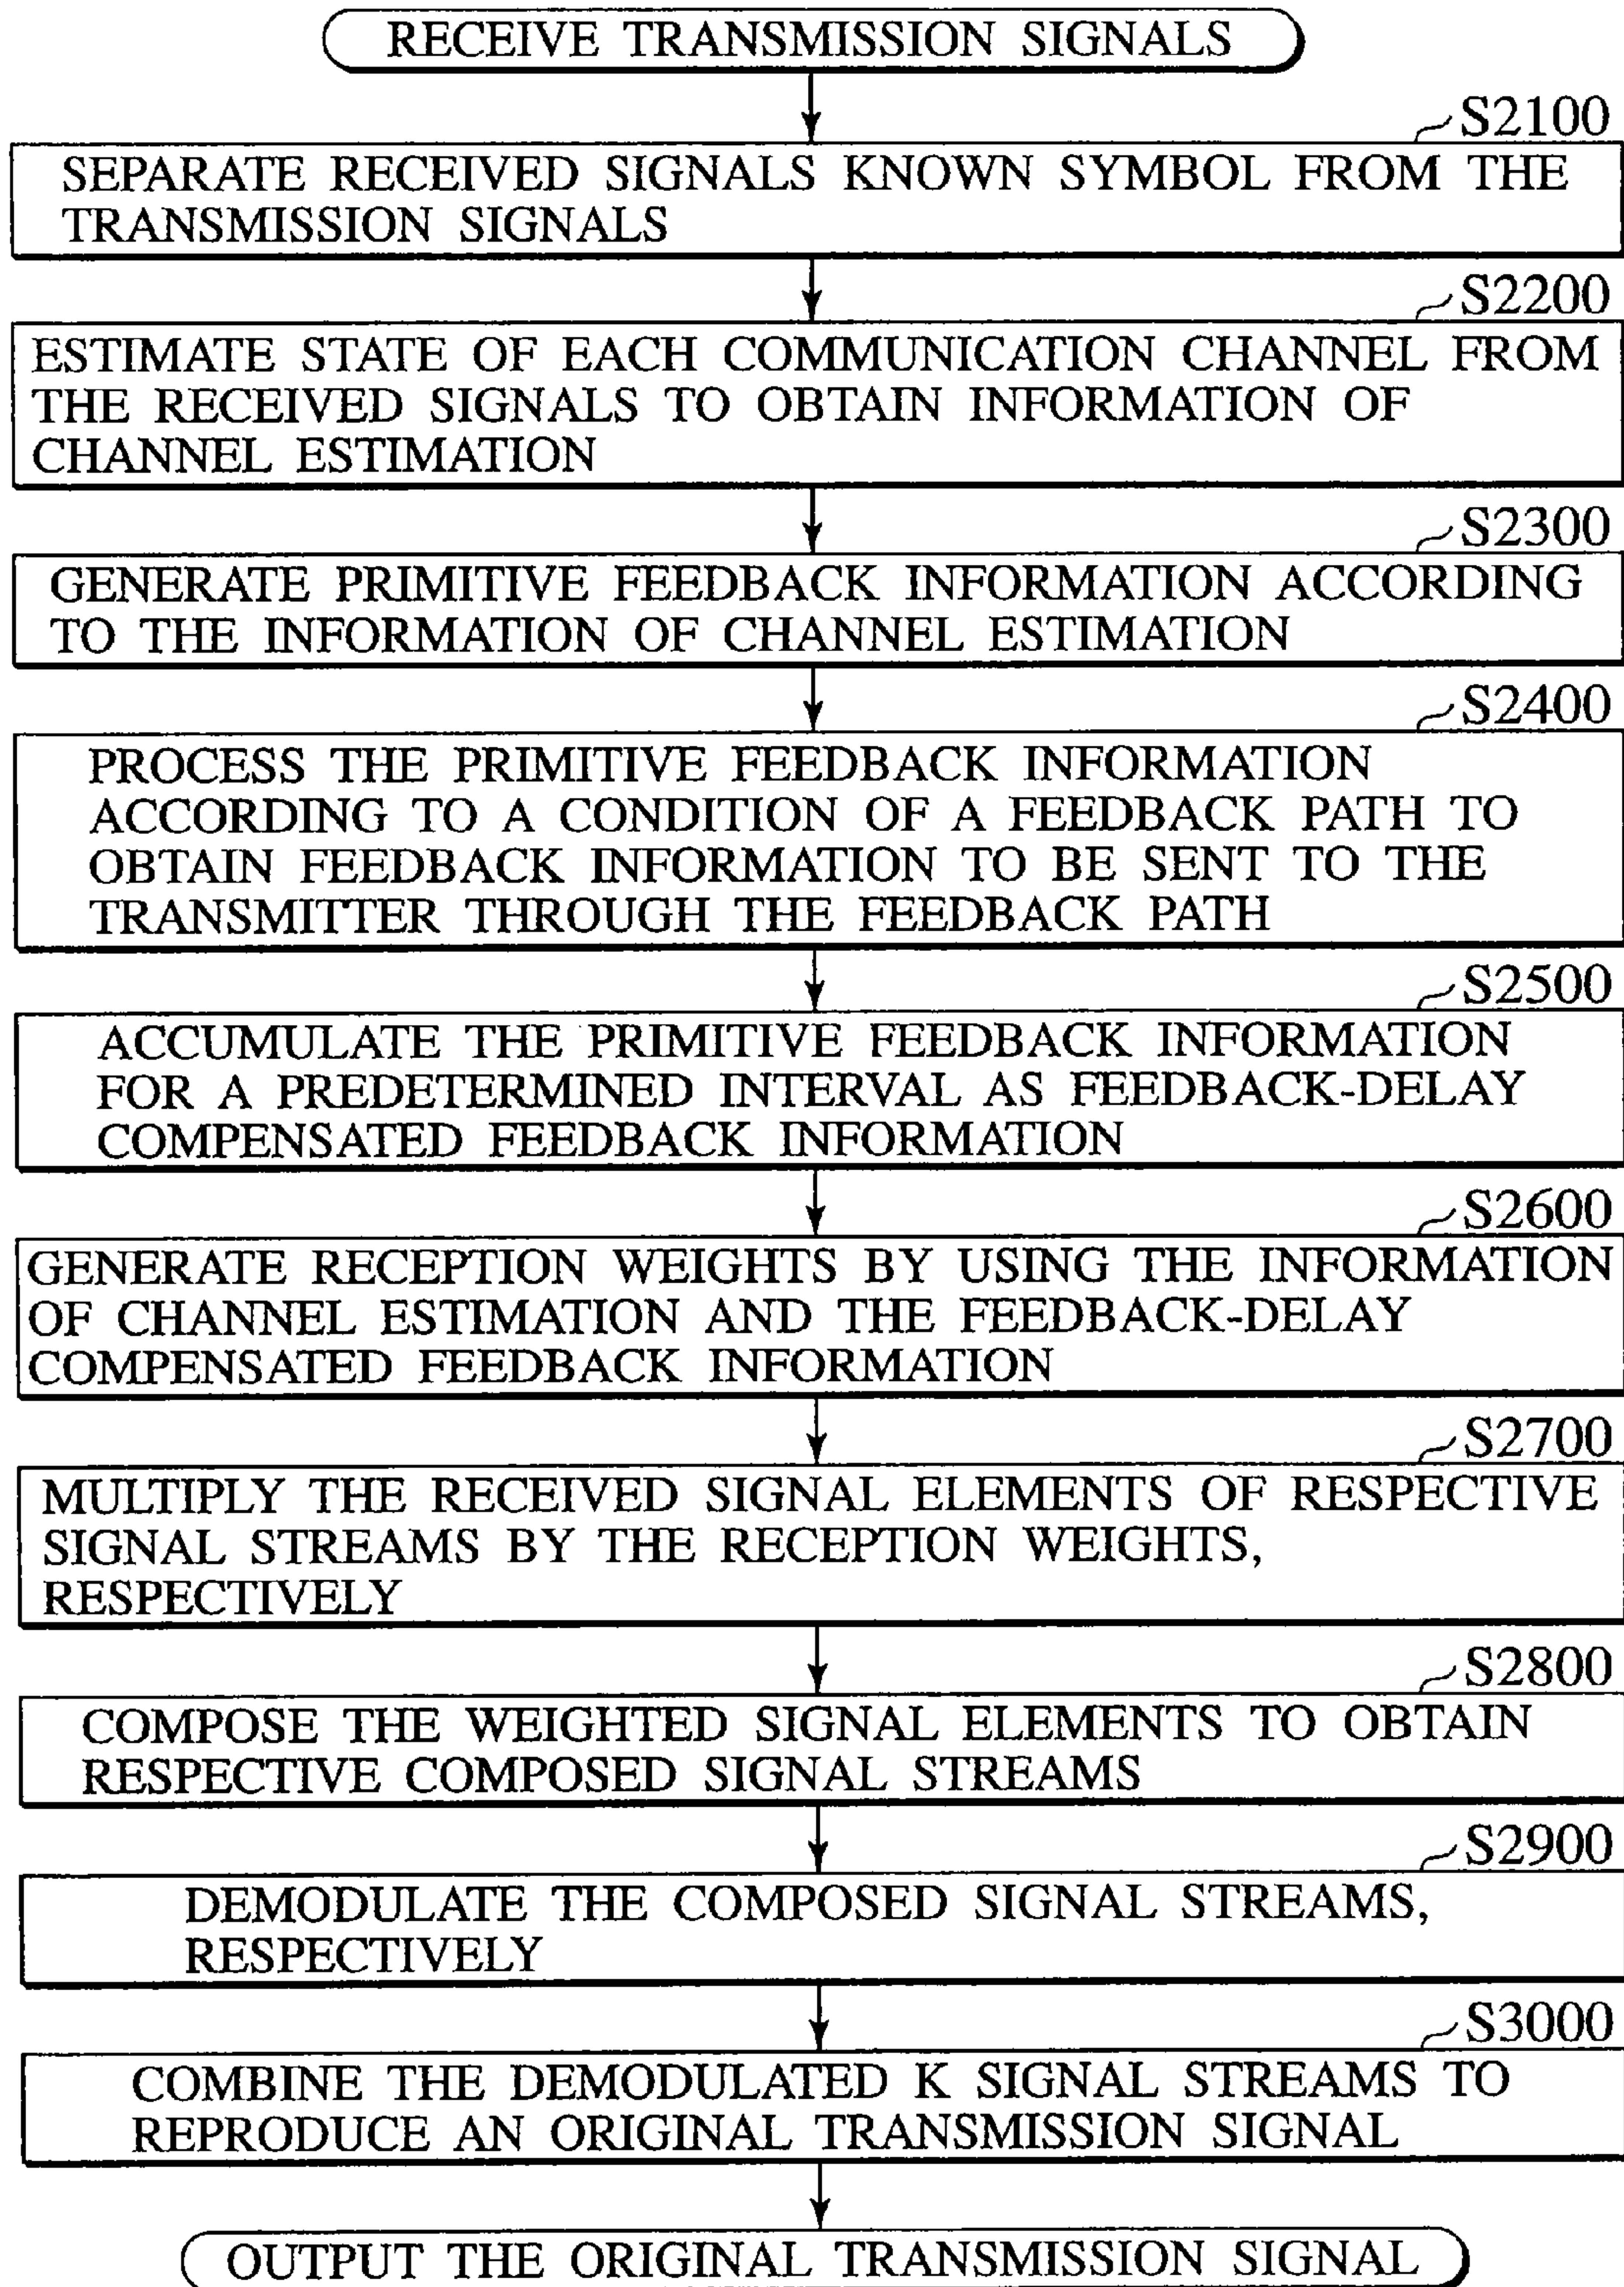 RECEIVE TRANSMISSION SIGNALS
S2100
SEPARATE RECEIVED SIGNALS KNOWN SYMBOL FROM THE
TRANSMISSION SIGNALS
S2200
ESTIMATE STATE OF EACH COMMUNICATION CHANNEL FROM
THE RECEIVED SIGNALS TO OBTAIN INFORMATION OF
CHANNEL ESTIMATION
S2300
GENERATE PRIMITIVE FEEDBACK INFORMATION ACCORDING
TO THE INFORMATION OF CHANNEL ESTIMATION
S2400
PROCESS THE PRIMITIVE FEEDBACK INFORMATION
ACCORDING TO A CONDITION OF A FEEDBACK PATH TO
OBTAIN FEEDBACK INFORMATION TO BE SENT TO THE
TRANSMITTER THROUGH THE FEEDBACK PATH
S2500
ACCUMULATE THE PRIMITIVE FEEDBACK INFORMATION
FOR A PREDETERMINED INTERVAL AS FEEDBACK-DELAY
COMPENSATED FEEDBACK INFORMATION
S2600
GENERATE RECEPTION WEIGHTS BY USING THE INFORMATION
OF CHANNEL ESTIMATION AND THE FEEDBACK-DELAY
COMPENSATED FEEDBACK INFORMATION
S2700
MULTIPLY THE RECEIVED SIGNAL ELEMENTS OF RESPECTIVE
SIGNAL STREAMS BY THE RECEPTION WEIGHTS,
RESPECTIVELY
S2800
COMPOSE THE WEIGHTED SIGNAL ELEMENTS TO OBTAIN
RESPECTIVE COMPOSED SIGNAL STREAMS
S2900
DEMODULATE THE COMPOSED SIGNAL STREAMS,
RESPECTIVELY
S3000
COMBINE THE DEMODULATED K SIGNAL STREAMS TO
REPRODUCE AN ORIGINAL TRANSMISSION SIGNAL
OUTPUT THE ORIGINAL TRANSMISSION SIGNAL